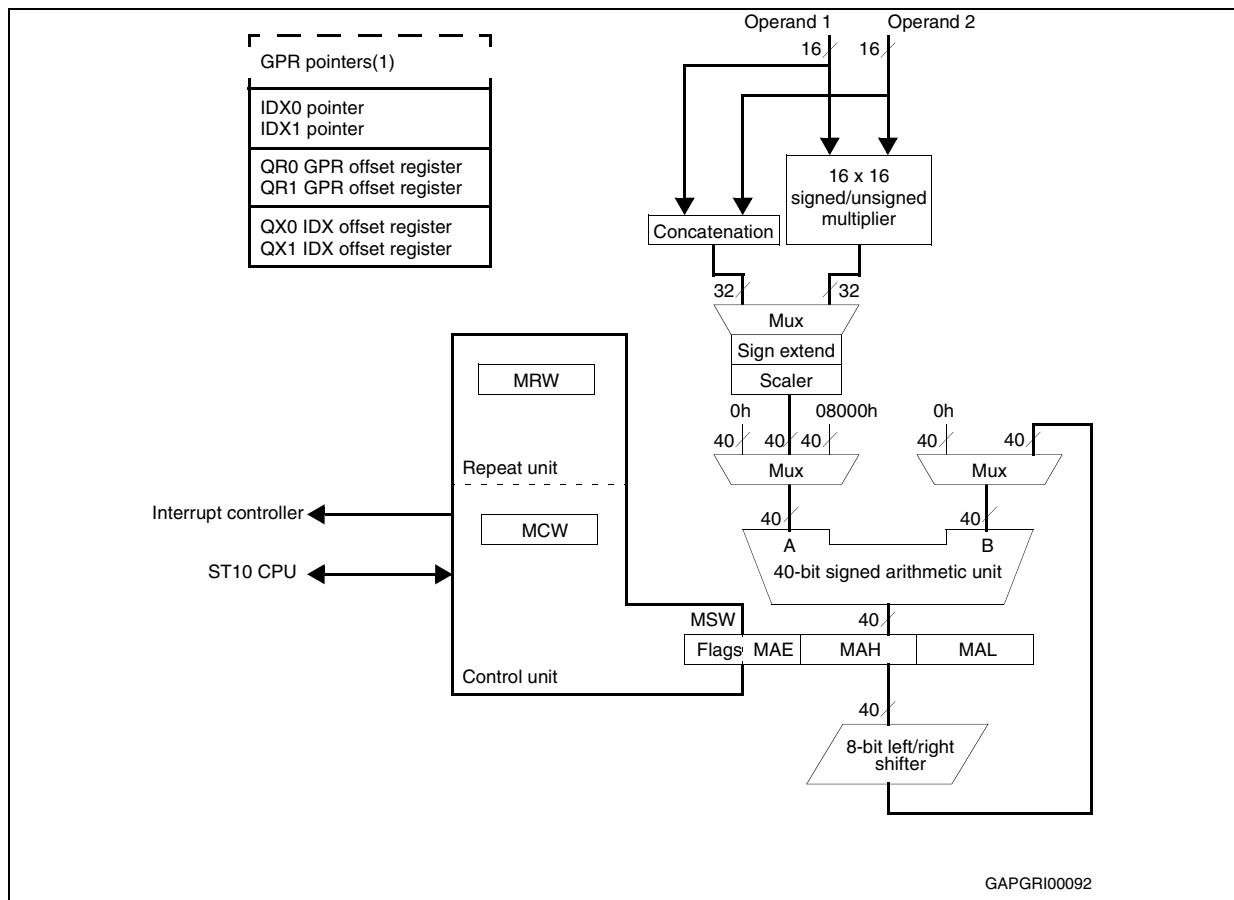 Operand 1
Operand 2
16
16
GPR pointers(1)
IDX0 pointer
IDX1 pointer
QR0 GPR offset register
QR1 GPR offset register
QX0 IDX offset register
QX1 IDX offset register
16 x 16
signed/unsigned
multiplier
Concatenation
32
32
Mux
Sign extend
Scaler
MRW
0h
08000h
0h
40
40
40
40
40
Mux
Mux
Repeat unit
Interrupt controller
MCW
40
40
A
B
40-bit signed arithmetic unit
ST10 CPU
MSW
40
Flags
MAE
MAH
MAL
Control unit
40
8-bit left/right
shifter
GAPGRI00092